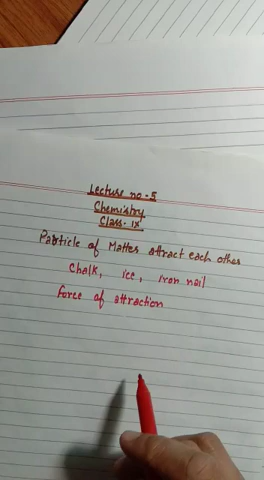 Lecture no - 5
Chemistry
Class - IX
Particle of Matter attract each other
Chalk, ice, iron nail
Force of attraction